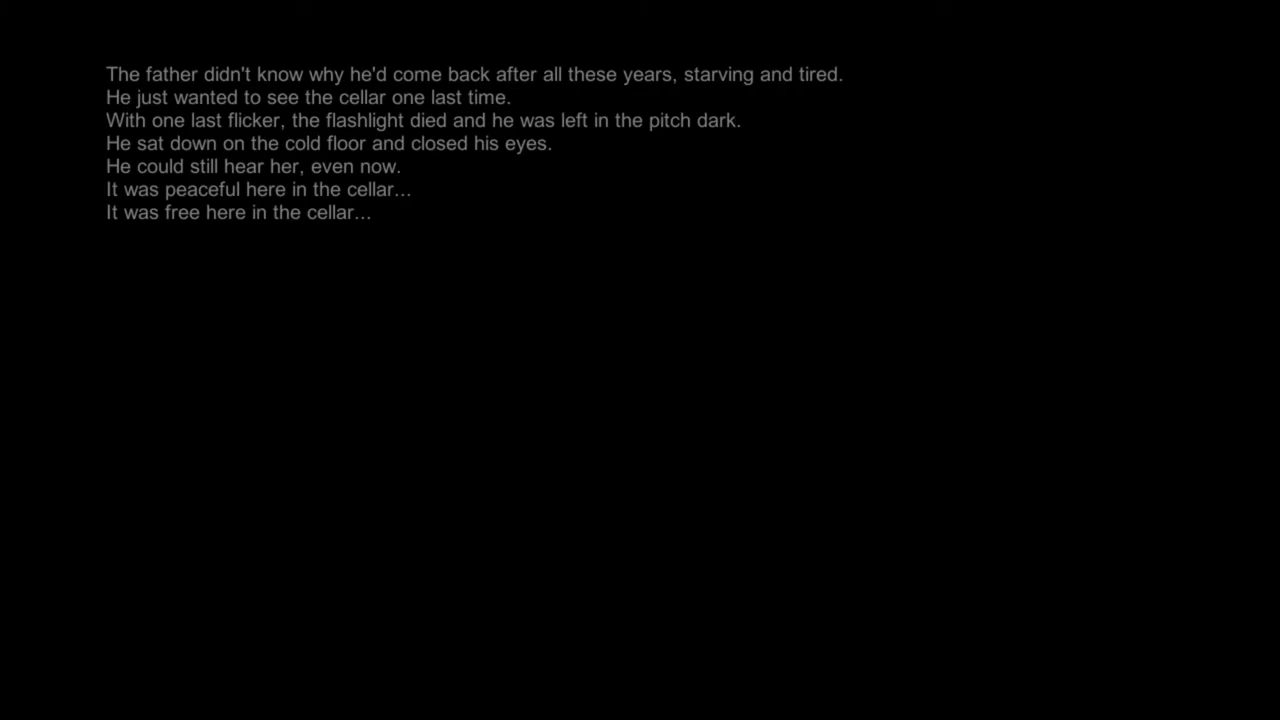 The father didn't know why he'd come back after all these years, starving and tired.
He just wanted to see the cellar one last time.
With one last flicker, the flashlight died and he was left in the pitch dark.
He sat down on the cold floor and closed his eyes.
He could still hear her, even now.
It was peaceful here in the cellar...
It was free here in the cellar...